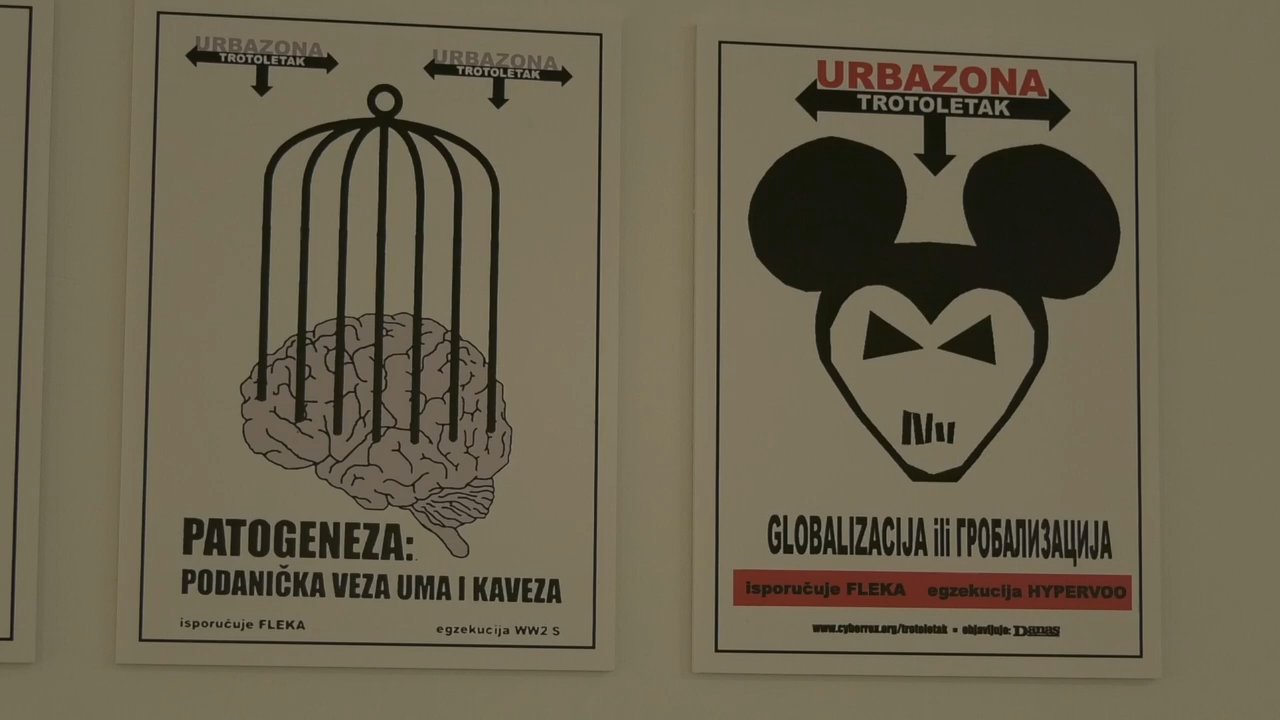 URBAZONA
TROTOLETAK
URBAZONA
TROTOLETAK
PATOGENEZA:
PODANIČKA VEZA UMA I KAVEZA
isporučuje FLEKA
egzekucija WW2 S
URBAZONA
TROTOLETAK
GLOBALIZACIJA ili ГРОБАЛИЗАЦИЈА
isporučuje FLEKA egzekucija HYPERVOO
www.cyberrex.org/trotoletak ▪ objavljuje: Danas